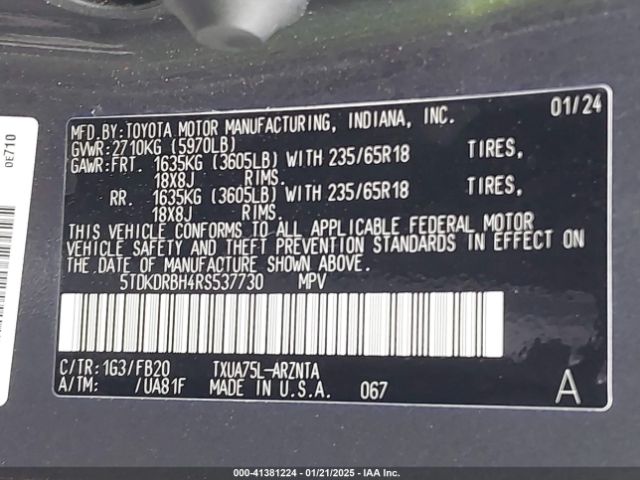 MFD.BY:TOYOTA MOTOR MANUFACTURING, INDIANA, INC. 01/24
GVWR:2710KG (5970LB)
GAWR:FRT. 1635KG (3605LB) WITH 235/65R18 TIRES,
18X8J RIMS.
RR. 1635KG (3605LB) WITH 235/65R18 TIRES,
18X8J RIMS.
THIS VEHICLE CONFORMS TO ALL APPLICABLE FEDERAL MOTOR
VEHICLE SAFETY AND THEFT PREVENTION STANDARDS IN EFFECT ON
THE DATE OF MANUFACTURE SHOWN ABOVE.
5TDKDRBH4RS537730 MPV
C/TR:1G3/FB20 TXUA75L-ARZNTA
A/TM: /UA81F MADE IN U.S.A. 067 A
0E710
000-41381224 - 01/21/2025 - IAA Inc.